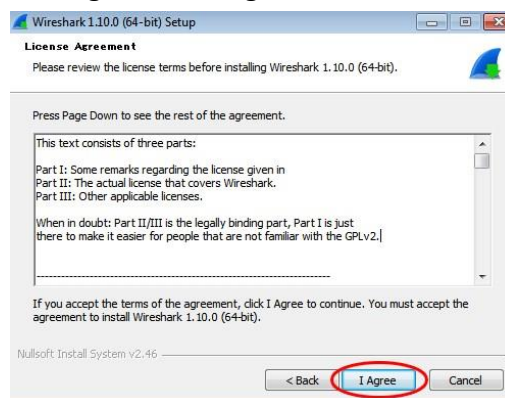 Wireshark 1.10.0 (64-bit) Setup
License Agreement
Please review the license terms before installing Wireshark 1.10.0 (64-bit).
Press Page Down to see the rest of the agreement.
This text consists of three parts:
Part I: Some remarks regarding the license given in
Part II: The actual license that covers Wireshark.
Part III: Other applicable licenses.
When in doubt: Part II/III is the legally binding part, Part I is just
there to make it easier for people that are not familiar with the GPLv2.
-----------------------------------------------------------------------
If you accept the terms of the agreement, click I Agree to continue. You must accept the
agreement to install Wireshark 1.10.0 (64-bit).
Nullsoft Install System v2.46
< Back I Agree Cancel